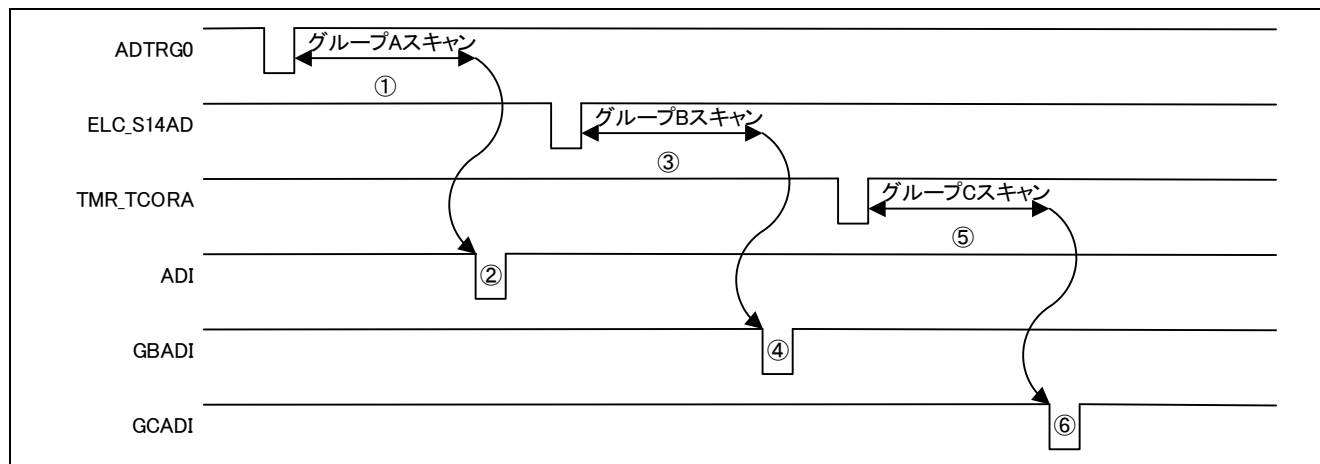 ADTRG0
グループAスキャン
①
ELC_S14AD
グループBスキャン
③
TMR_TCORA
グループCスキャン
⑤
ADI
②
GBADI
④
GCADI
⑥